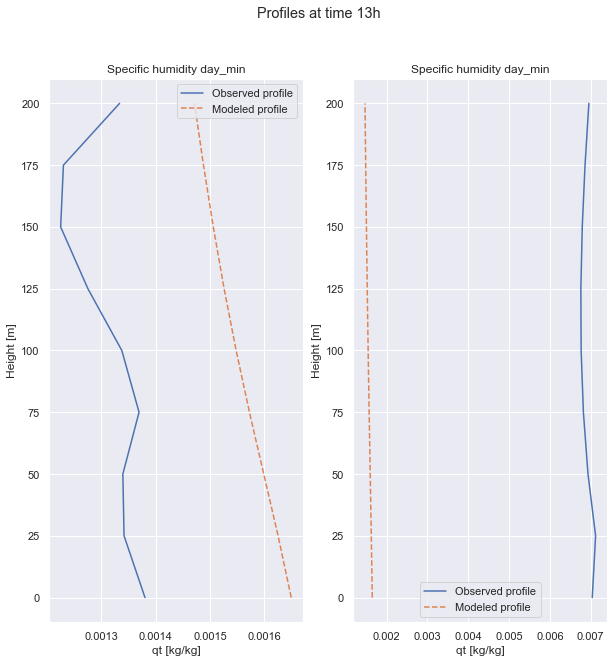 Profiles at time 13h
Specific humidity day_min
Observed profile
Modeled profile
200
175
150
125
100
75
50
25
0
Height [m]
0.0013 0.0014 0.0015 0.0016
qt [kg/kg]
Specific humidity day_min
200
175
150
125
100
75
50
25
0
Height [m]
Observed profile
Modeled profile
0.002 0.003 0.004 0.005 0.006 0.007
qt [kg/kg]